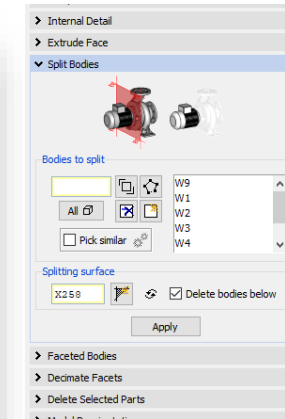 Internal Detail
Extrude Face
Split Bodies
Bodies to split
W9
W1
W2
W3
W4
All
Pick similar
Splitting surface
X258
Delete bodies below
Apply
Faceted Bodies
Decimate Facets
Delete Selected Parts